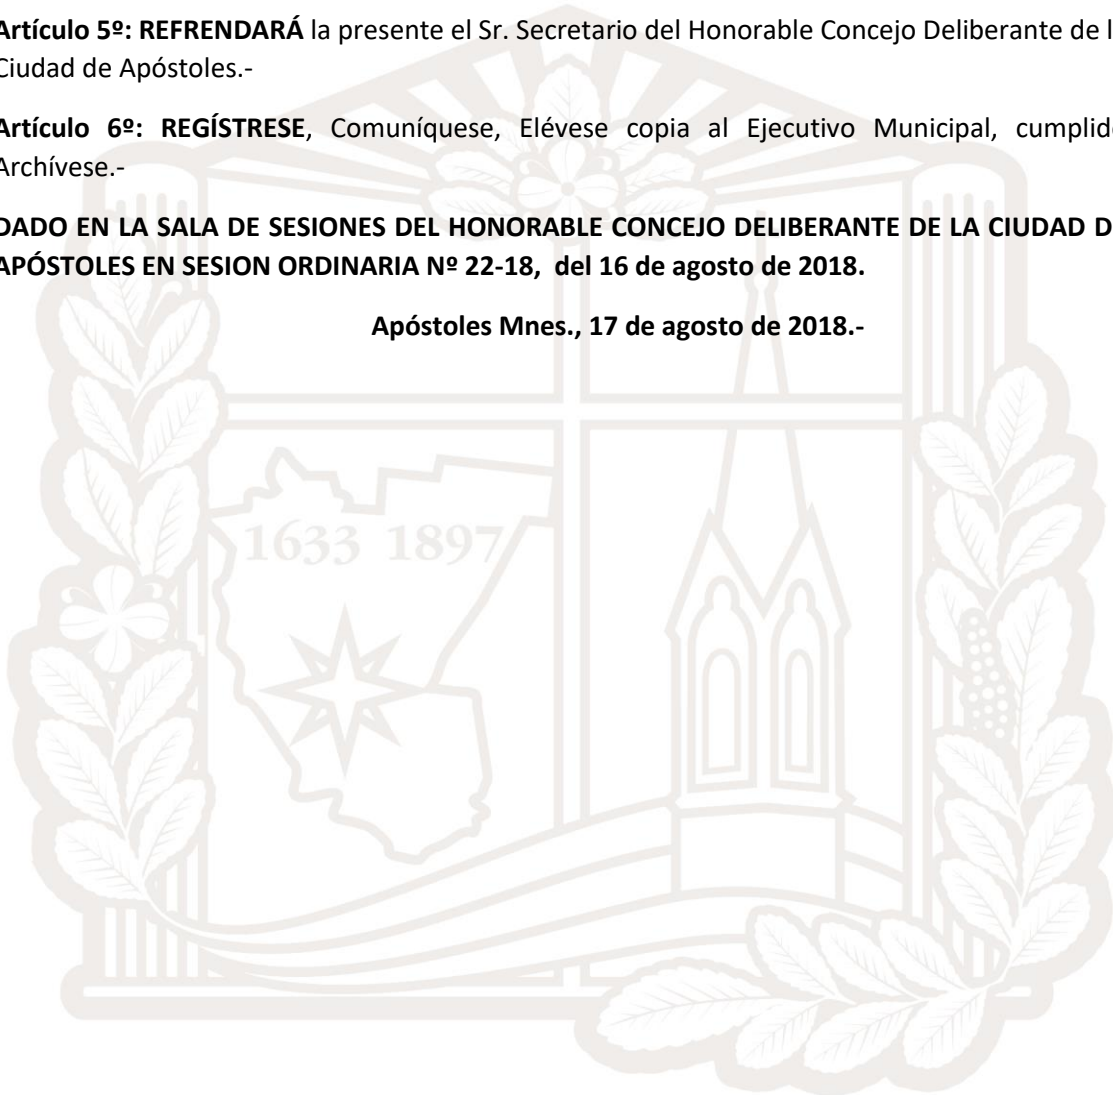 Artículo 5º: REFRENDARÁ la presente el Sr. Secretario del Honorable Concejo Deliberante de l
Ciudad de Apóstoles.-
Artículo 6º: REGÍSTRESE, Comuníquese, Elévese copia al Ejecutivo Municipal, cumplid
Archívese.-
DADO EN LA SALA DE SESIONES DEL HONORABLE CONCEJO DELIBERANTE DE LA CIUDAD D
APÓSTOLES EN SESION ORDINARIA Nº 22-18, del 16 de agosto de 2018.
Apóstoles Mnes., 17 de agosto de 2018.-
1633 1897